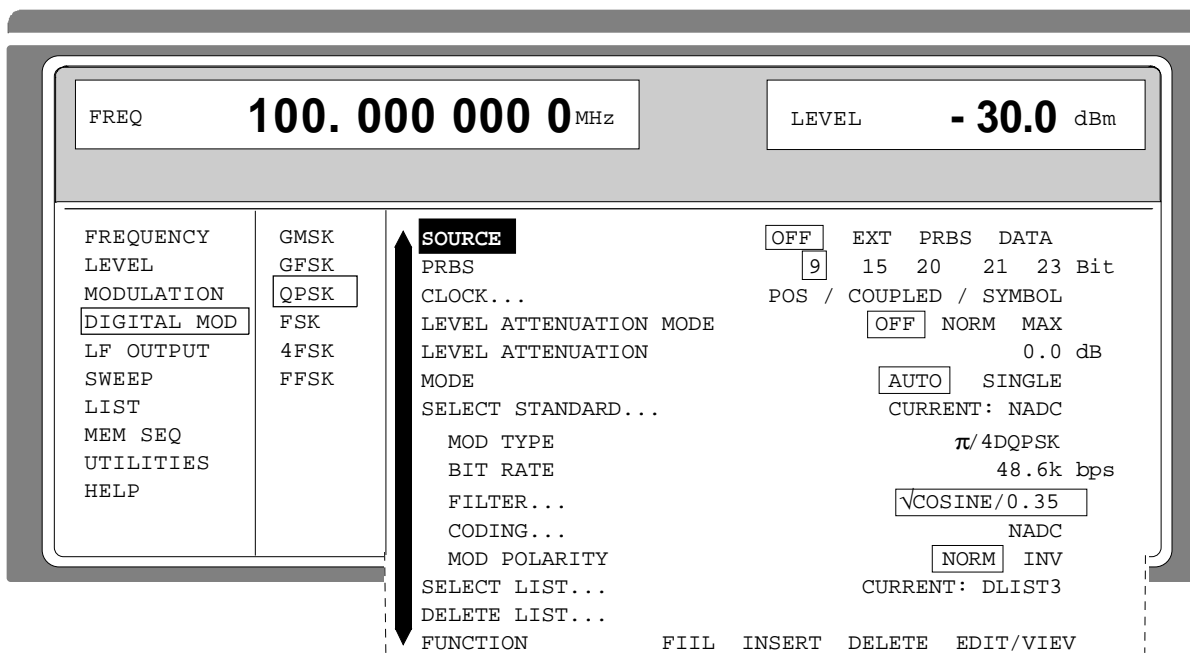 FREQ 100. 000 000 0 MHz LEVEL - 30.0 dBm
FREQUENCY
LEVEL
MODULATION
DIGITAL MOD
LF OUTPUT
SWEEP
LIST
MEM SEQ
UTILITIES
HELP
GMSK
GFSK
QPSK
FSK
4FSK
FFSK
SOURCE OFF EXT PRBS DATA
PRBS 9 15 20 21 23 Bit
CLOCK... POS / COUPLED / SYMBOL
LEVEL ATTENUATION MODE OFF NORM MAX
LEVEL ATTENUATION 0.0 dB
MODE AUTO SINGLE
SELECT STANDARD... CURRENT: NADC
MOD TYPE π/4DQPSK
BIT RATE 48.6k bps
FILTER... √COSINE/0.35
CODING... NADC
MOD POLARITY NORM INV
SELECT LIST... CURRENT: DLIST3
DELETE LIST...
FUNCTION FIIL INSERT DELETE EDIT/VIEV